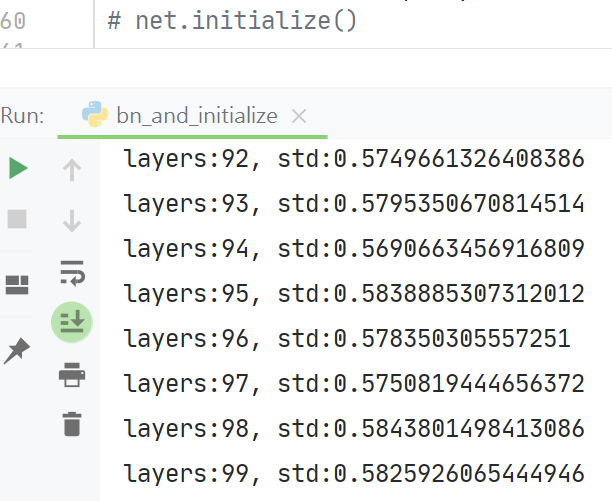 60 # net.initialize()
61
Run: bn_and_initialize
layers:92, std:0.5749661326408386
layers:93, std:0.5795350670814514
layers:94, std:0.5690663456916809
layers:95, std:0.5838885307312012
layers:96, std:0.578350305557251
layers:97, std:0.5750819444656372
layers:98, std:0.5843801498413086
layers:99, std:0.5825926065444946